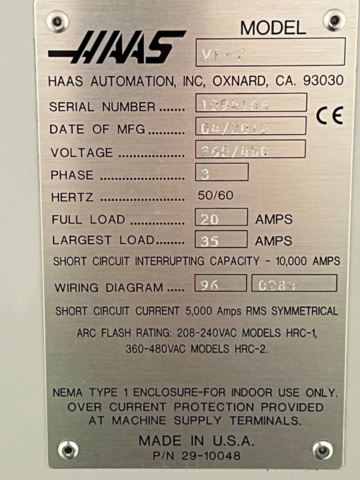 HAAS
MODEL
VF-2
HAAS AUTOMATION, INC, OXNARD, CA. 93030
SERIAL NUMBER ......
DATE OF MFG ...........
CE
VOLTAGE ................
PHASE .................... 3
HERTZ 50/60
FULL LOAD ............ 20 AMPS
LARGEST LOAD..... 35 AMPS
SHORT CIRCUIT INTERRUPTING CAPACITY - 10,000 AMPS
WIRING DIAGRAM ..... 96
SHORT CIRCUIT CURRENT 5,000 Amps RMS SYMMETRICAL
ARC FLASH RATING: 208-240VAC MODELS HRC-1,
360-480VAC MODELS HRC-2.
NEMA TYPE 1 ENCLOSURE-FOR INDOOR USE ONLY.
OVER CURRENT PROTECTION PROVIDED
AT MACHINE SUPPLY TERMINALS.
MADE IN U.S.A.
P/N 29-10048